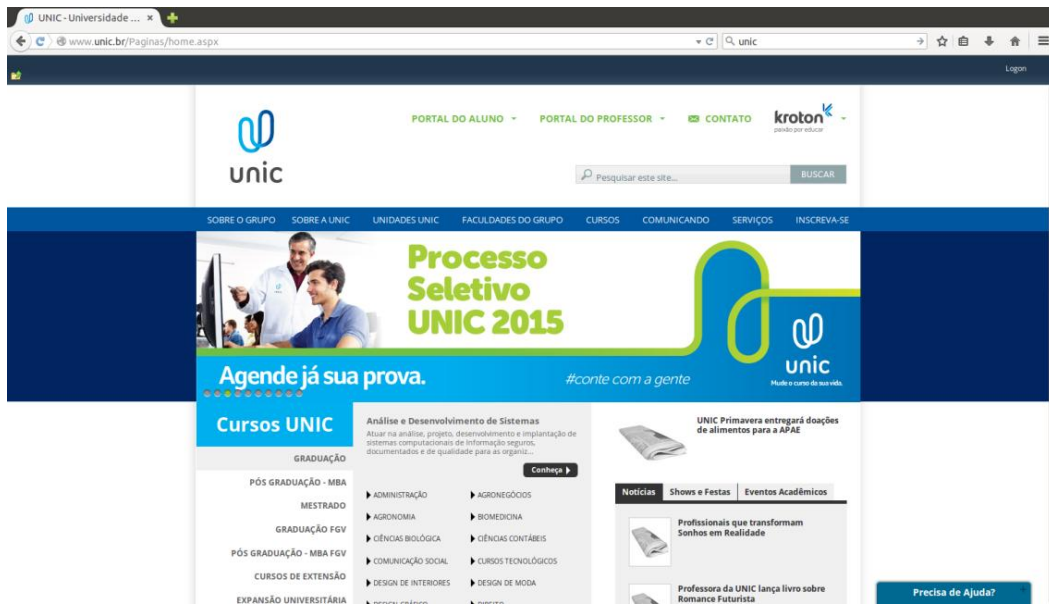 UNIC - Universidade ...
www.unic.br/Paginas/home.aspx
unic
Logon
unic
PORTAL DO ALUNO
PORTAL DO PROFESSOR
CONTATO
kroton
paixão por educar
Pesquisar este site...
BUSCAR
SOBRE O GRUPO
SOBRE A UNIC
UNIDADES UNIC
FACULDADES DO GRUPO
CURSOS
COMUNICANDO
SERVIÇOS
INSCREVA-SE
Processo
Seletivo
UNIC 2015
unic
Mude o curso da sua vida.
Agende já sua prova.
#conte com a gente
Cursos UNIC
GRADUAÇÃO
PÓS GRADUAÇÃO - MBA
MESTRADO
GRADUAÇÃO FGV
PÓS GRADUAÇÃO - MBA FGV
CURSOS DE EXTENSÃO
EXPANSÃO UNIVERSITÁRIA
Análise e Desenvolvimento de Sistemas
Atuar na análise, projeto, desenvolvimento e implantação de
sistemas computacionais de informação seguros,
documentados e de qualidade para as organiz...
Conheça
ADMINISTRAÇÃO
AGRONEGÓCIOS
AGRONOMIA
BIOMEDICINA
CIÊNCIAS BIOLÓGICA
CIÊNCIAS CONTÁBEIS
COMUNICAÇÃO SOCIAL
CURSOS TECNOLÓGICOS
DESIGN DE INTERIORES
DESIGN DE MODA
DESIGN GRÁFICO
DIREITO
UNIC Primavera entregará doações
de alimentos para a APAE
Notícias
Shows e Festas
Eventos Acadêmicos
Profissionais que transformam
Sonhos em Realidade
Professora da UNIC lança livro sobre
Romance Futurista
Precisa de Ajuda?